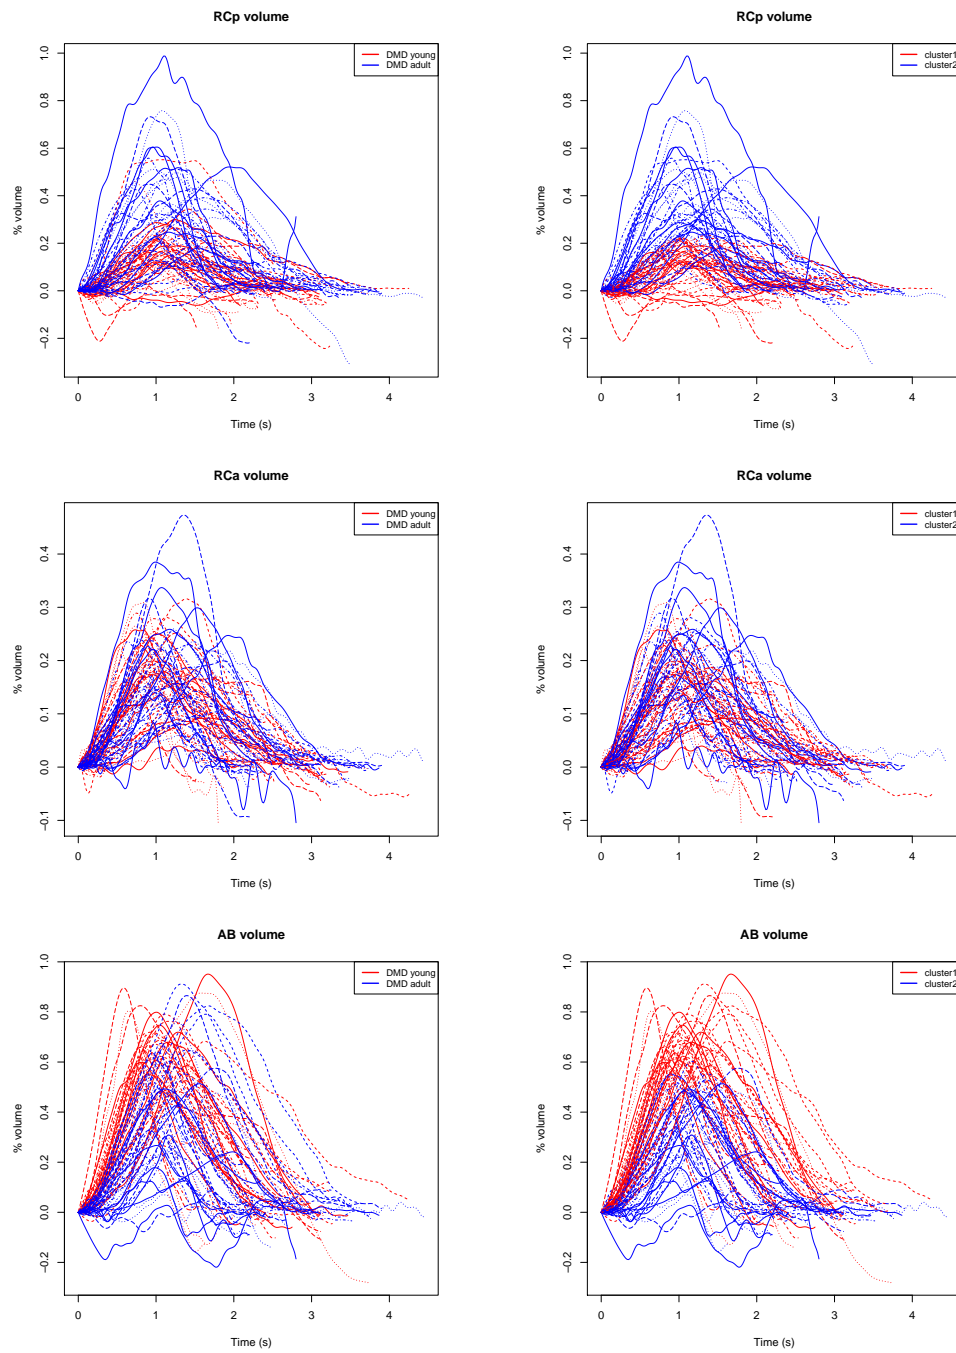 RCp volume
DMD young
DMD adult
% volume
1.0
0.8
0.6
0.4
0.2
0.0
−0.2
0 1 2 3 4
Time (s)
RCp volume
cluster1
cluster2
% volume
1.0
0.8
0.6
0.4
0.2
0.0
−0.2
0 1 2 3 4
Time (s)
RCa volume
DMD young
DMD adult
% volume
0.4
0.3
0.2
0.1
0.0
−0.1
0 1 2 3 4
Time (s)
RCa volume
cluster1
cluster2
% volume
0.4
0.3
0.2
0.1
0.0
−0.1
0 1 2 3 4
Time (s)
AB volume
DMD young
DMD adult
% volume
1.0
0.8
0.6
0.4
0.2
0.0
−0.2
0 1 2 3 4
Time (s)
AB volume
cluster1
cluster2
% volume
1.0
0.8
0.6
0.4
0.2
0.0
−0.2
0 1 2 3 4
Time (s)